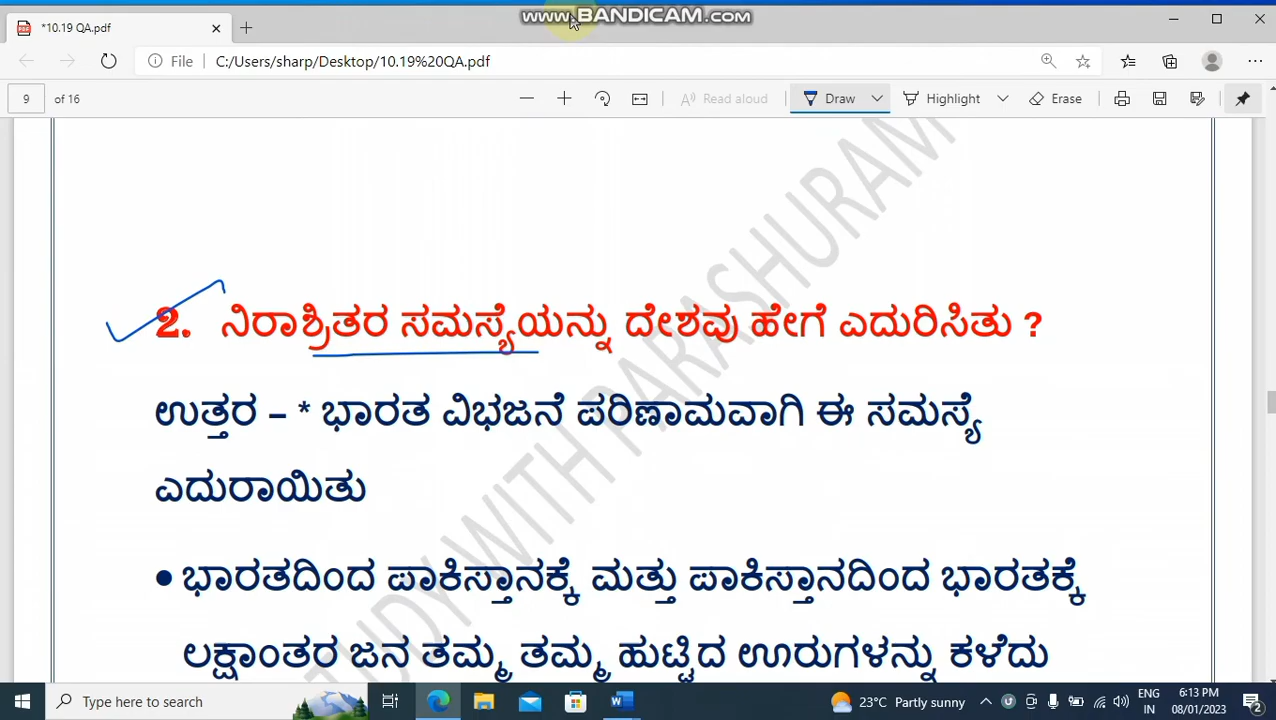 www.BANDICAM.com
*10.19 QA.pdf
File C:/Users/sharp/Desktop/10.19%20QA.pdf
9 of 16 Read aloud Draw Highlight Erase
2. ನಿರಾಶ್ರಿತರ ಸಮಸ್ಯೆಯನ್ನು ದೇಶವು ಹೇಗೆ ಎದುರಿಸಿತು ?
ಉತ್ತರ – * ಭಾರತ ವಿಭಜನೆ ಪರಿಣಾಮವಾಗಿ ಈ ಸಮಸ್ಯೆ
ಎದುರಾಯಿತು
• ಭಾರತದಿಂದ ಪಾಕಿಸ್ತಾನಕ್ಕೆ ಮತ್ತು ಪಾಕಿಸ್ತಾನದಿಂದ ಭಾರತಕ್ಕೆ
ಲಕ್ಷಾಂತರ ಜನ ತಮ್ಮ ತಮ್ಮ ಹುಟ್ಟಿದ ಊರುಗಳನ್ನು ಕಳೆದು
STUDY WITH PARASHURAM
Type here to search 23°C Partly sunny ENG 6:13 PM
IN 08/01/2023 2